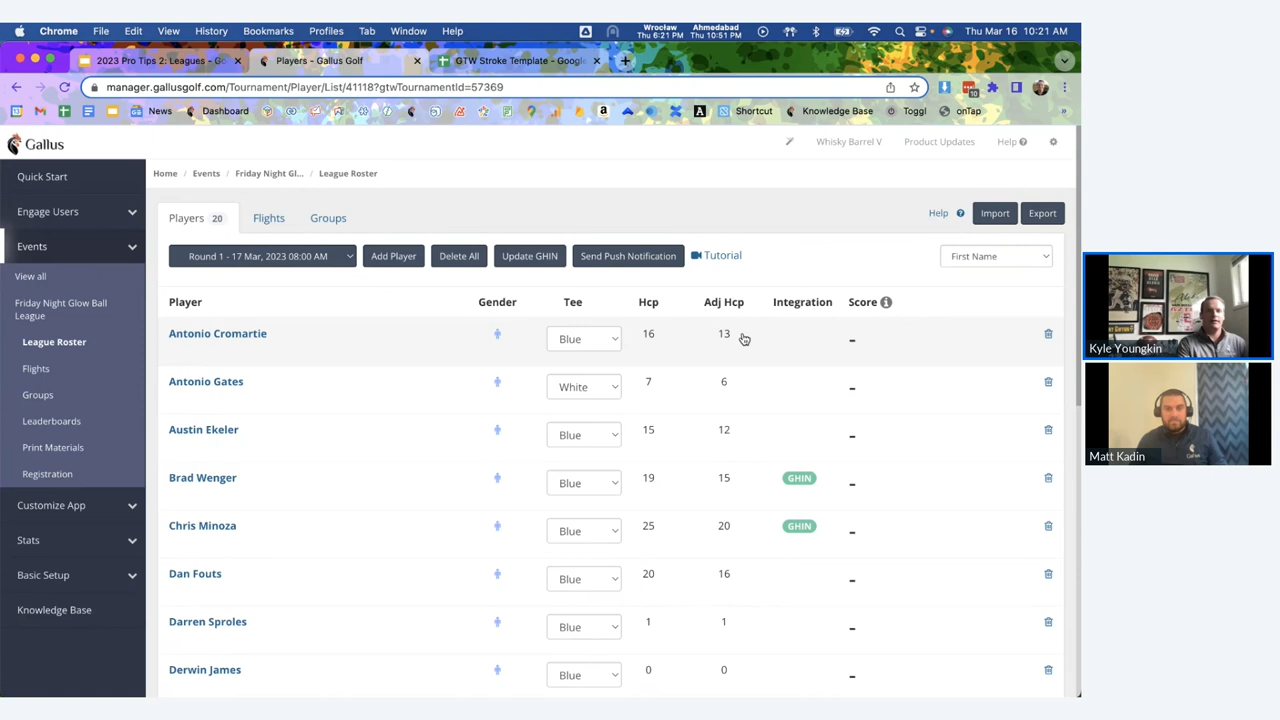 Chrome File Edit View History Bookmarks Profiles Tab Window Help Wrocław Thu 6:21 PM Ahmedabad Thu 10:51 PM Thu Mar 16 10:21 AM
2023 Pro Tips 2: Leagues - Go Players - Gallus Golf GTW Stroke Template - Google
manager.gallusgolf.com/Tournament/Player/List/41118?gtwTournamentId=57369
News Dashboard Shortcut Knowledge Base Toggl onTap
Gallus Whisky Barrel V Product Updates Help
Home / Events / Friday Night Gl... / League Roster
Quick Start
Engage Users
Events
View all
Friday Night Glow Ball
League
League Roster
Flights
Groups
Leaderboards
Print Materials
Registration
Customize App
Stats
Basic Setup
Knowledge Base
Players 20 Flights Groups Help Import Export
Round 1 - 17 Mar, 2023 08:00 AM Add Player Delete All Update GHIN Send Push Notification Tutorial First Name
Player Gender Tee Hcp Adj Hcp Integration Score
Antonio Cromartie Blue 16 13 -
Antonio Gates White 7 6 -
Austin Ekeler Blue 15 12 -
Brad Wenger Blue 19 15 GHIN -
Chris Minoza Blue 25 20 GHIN -
Dan Fouts Blue 20 16 -
Darren Sproles Blue 1 1 -
Derwin James Blue 0 0 -
Kyle Youngkin
Matt Kadin